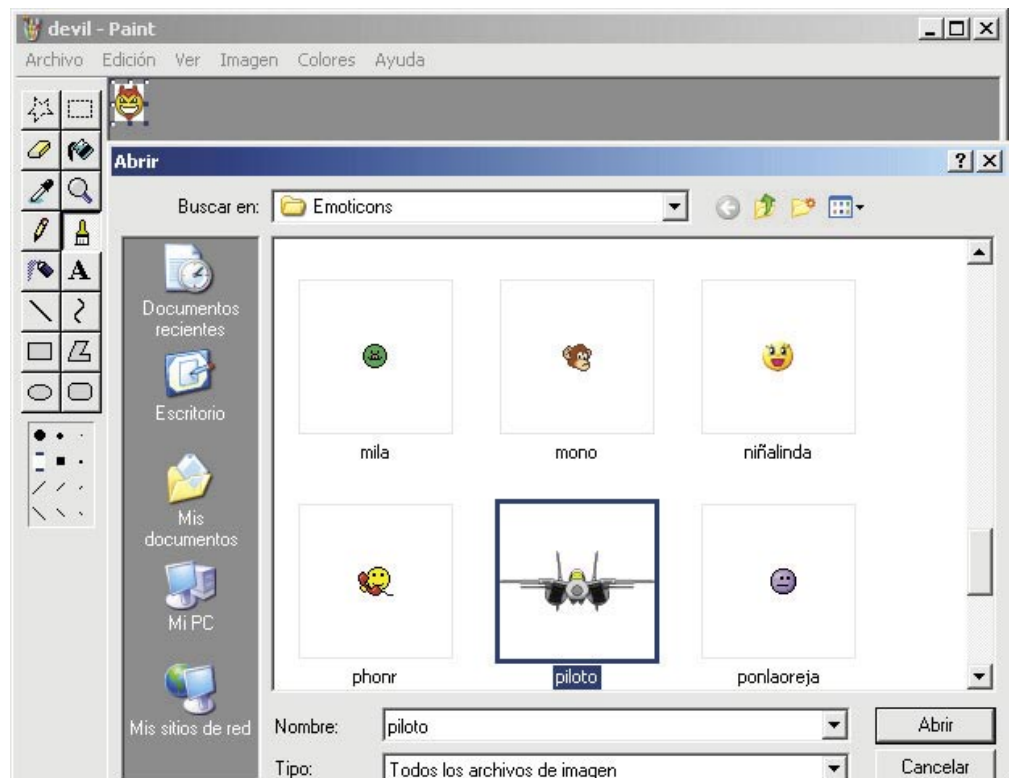 devil - Paint
Archivo Edición Ver Imagen Colores Ayuda
A
Abrir
Buscar en: Emoticons
Documentos
recientes
Escritorio
Mis
documentos
Mi PC
Mis sitios de red
mila mono niñalinda
phonr piloto ponlaoreja
Nombre: piloto Abrir
Tipo: Todos los archivos de imagen Cancelar